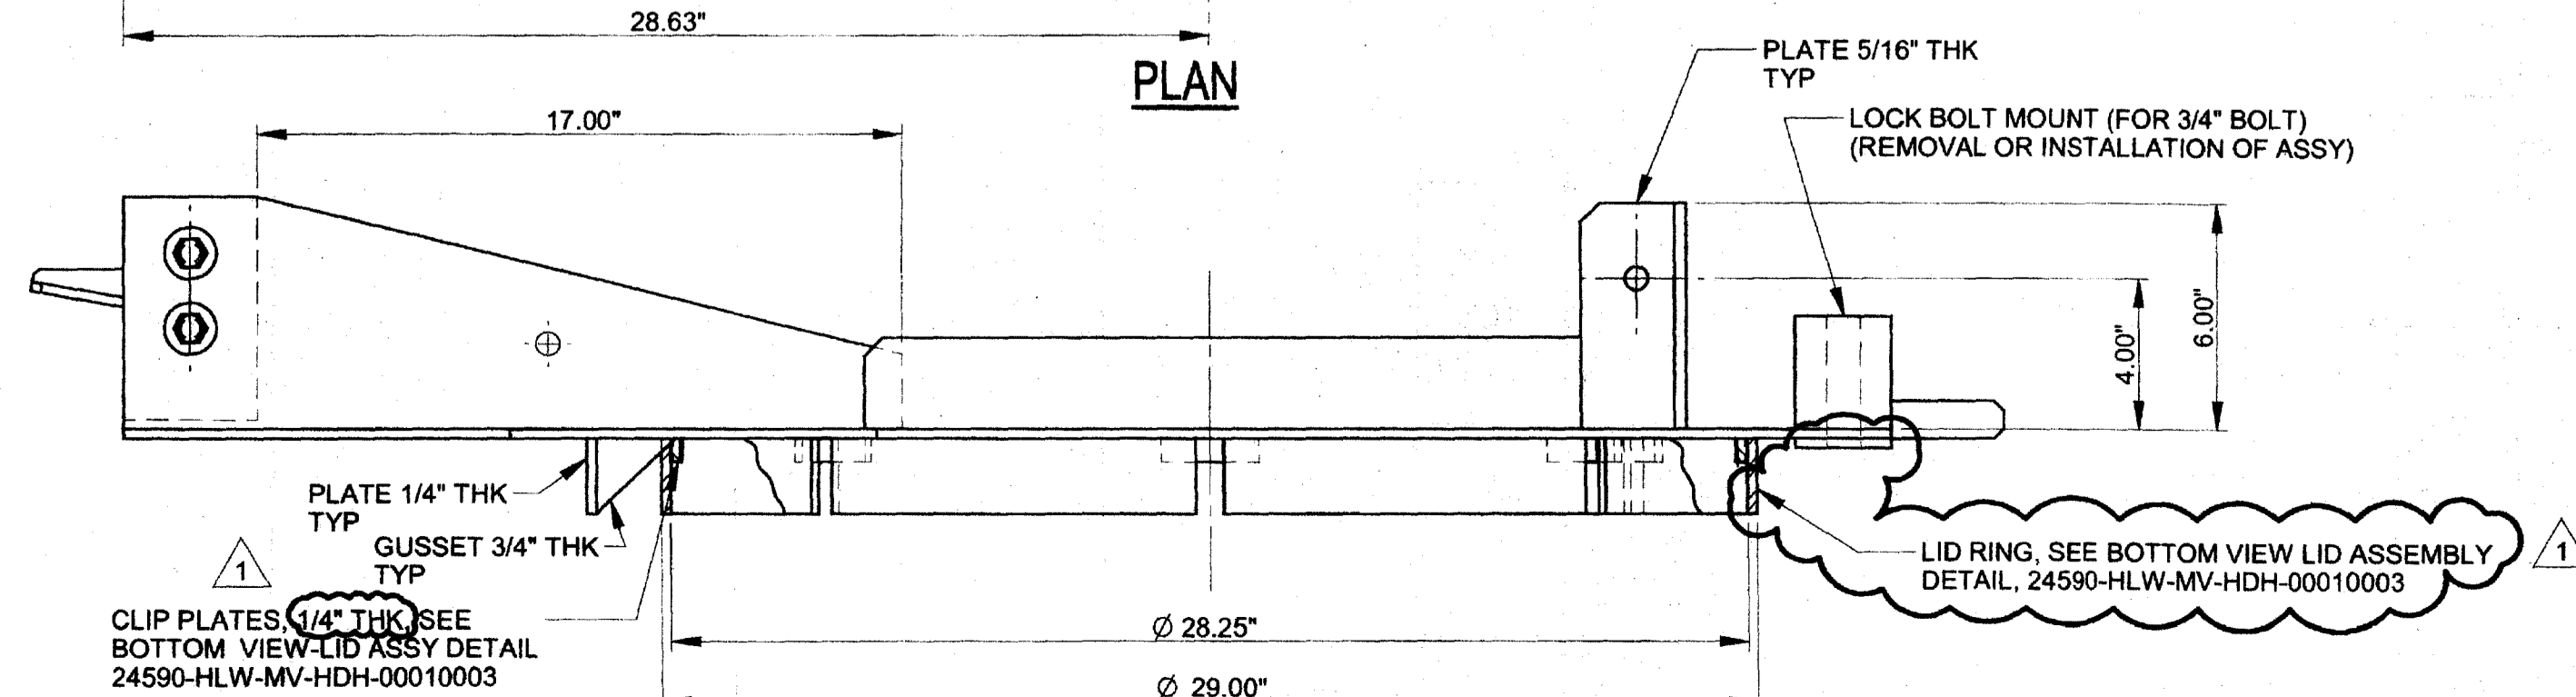 28.63"
PLAN
PLATE 5/16" THK
TYP
LOCK BOLT MOUNT (FOR 3/4" BOLT)
(REMOVAL OR INSTALLATION OF ASSY)
17.00"
6.00"
4.00"
PLATE 1/4" THK
TYP
GUSSET 3/4" THK
TYP
1
CLIP PLATES, 1/4" THK, SEE
BOTTOM VIEW-LID ASSY DETAIL
24590-HLW-MV-HDH-00010003
LID RING, SEE BOTTOM VIEW LID ASSEMBLY
DETAIL, 24590-HLW-MV-HDH-00010003
1
Ø 28.25"
Ø 29.00"